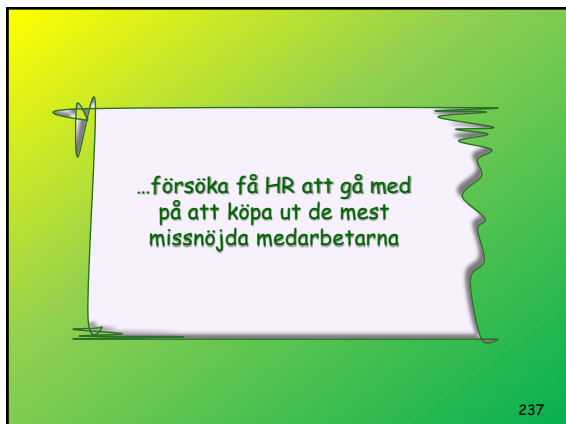 …försöka få HR att gå med
på att köpa ut de mest
missnöjda medarbetarna
237